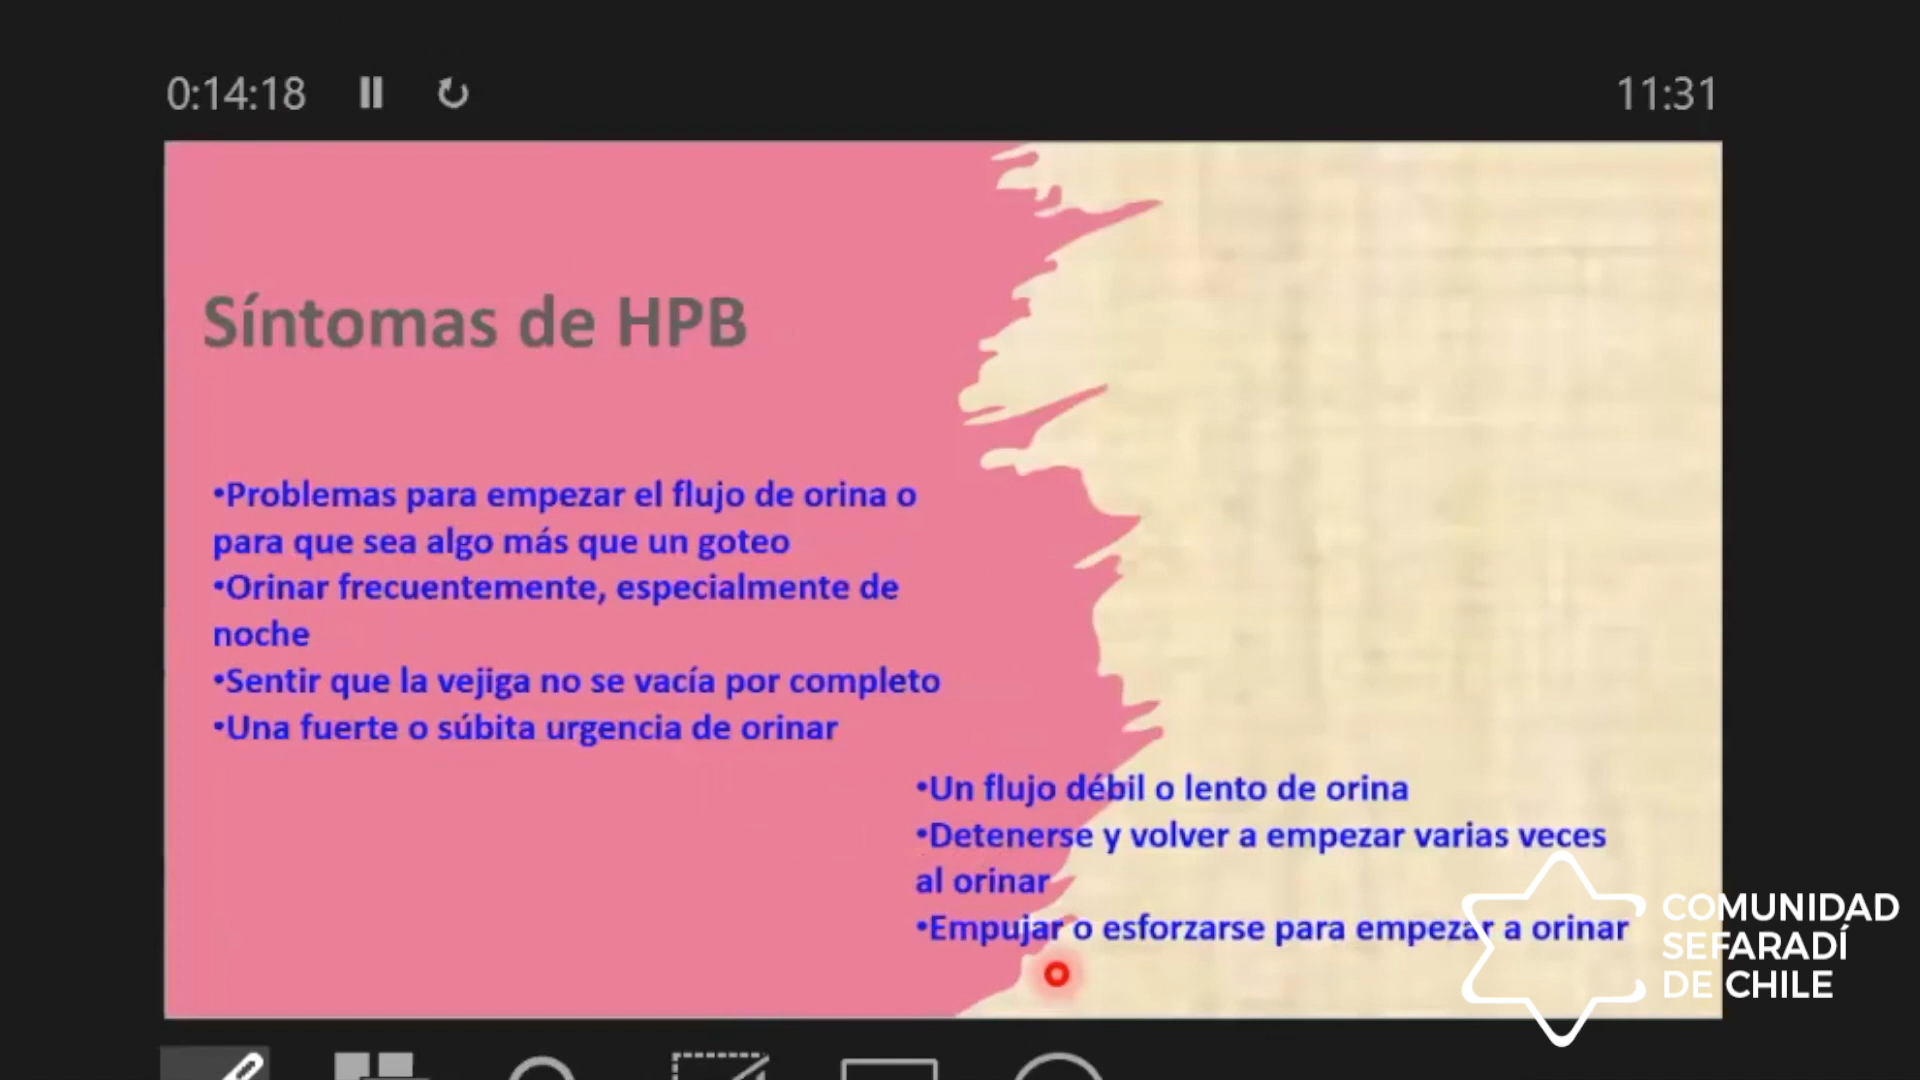 0:14:18
11:31
Síntomas de HPB
•Problemas para empezar el flujo de orina o
para que sea algo más que un goteo
•Orinar frecuentemente, especialmente de
noche
•Sentir que la vejiga no se vacía por completo
•Una fuerte o súbita urgencia de orinar
•Un flujo débil o lento de orina
•Detenerse y volver a empezar varias veces
al orinar
•Empujar o esforzarse para empezar a orinar
COMUNIDAD
SEFARADÍ
DE CHILE